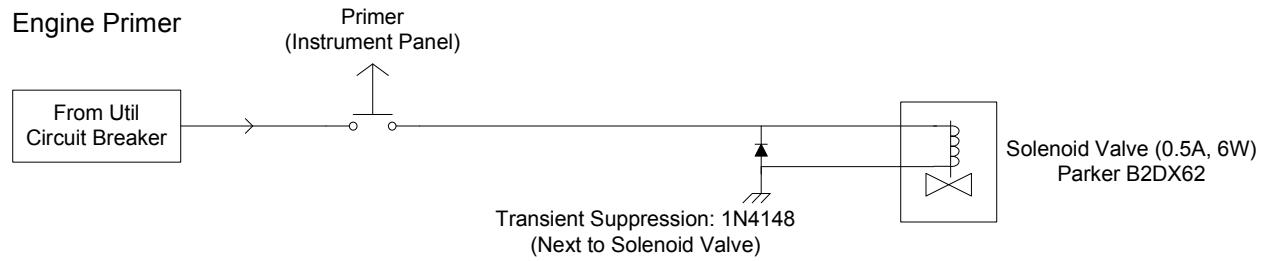 Engine Primer
Primer
(Instrument Panel)
From Util
Circuit Breaker
Solenoid Valve (0.5A, 6W)
Parker B2DX62
Transient Suppression: 1N4148
(Next to Solenoid Valve)